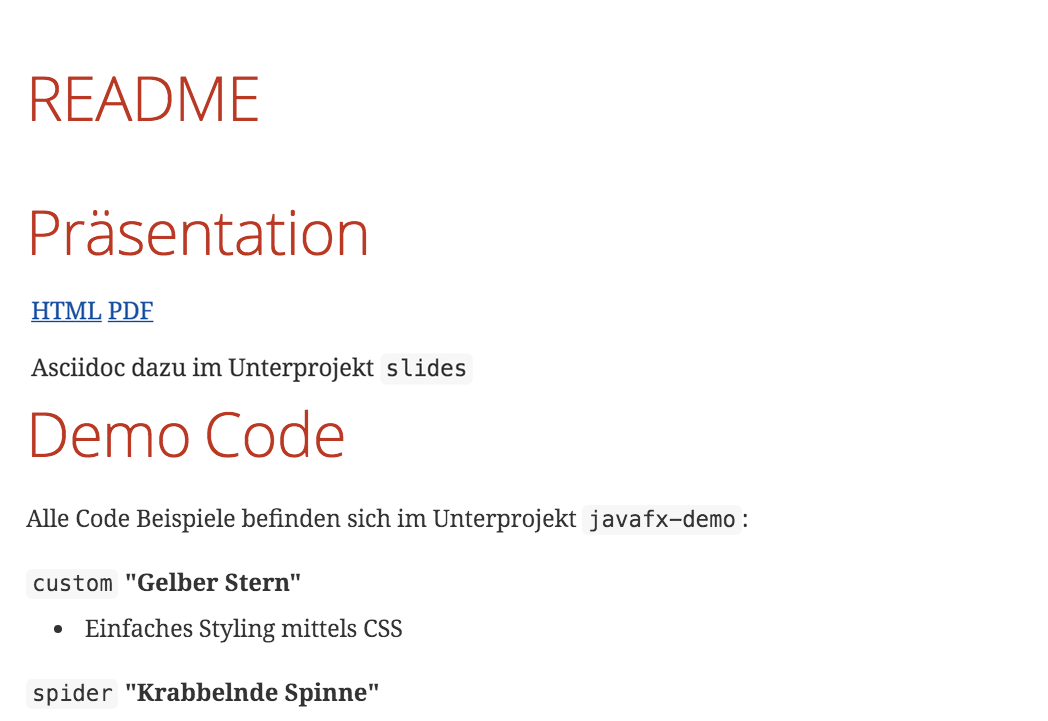 README
Präsentation
HTML PDF
Asciidoc dazu im Unterprojekt slides
Demo Code
Alle Code Beispiele befinden sich im Unterprojekt javafx-demo:
custom "Gelber Stern"
• Einfaches Styling mittels CSS
spider "Krabbelnde Spinne"